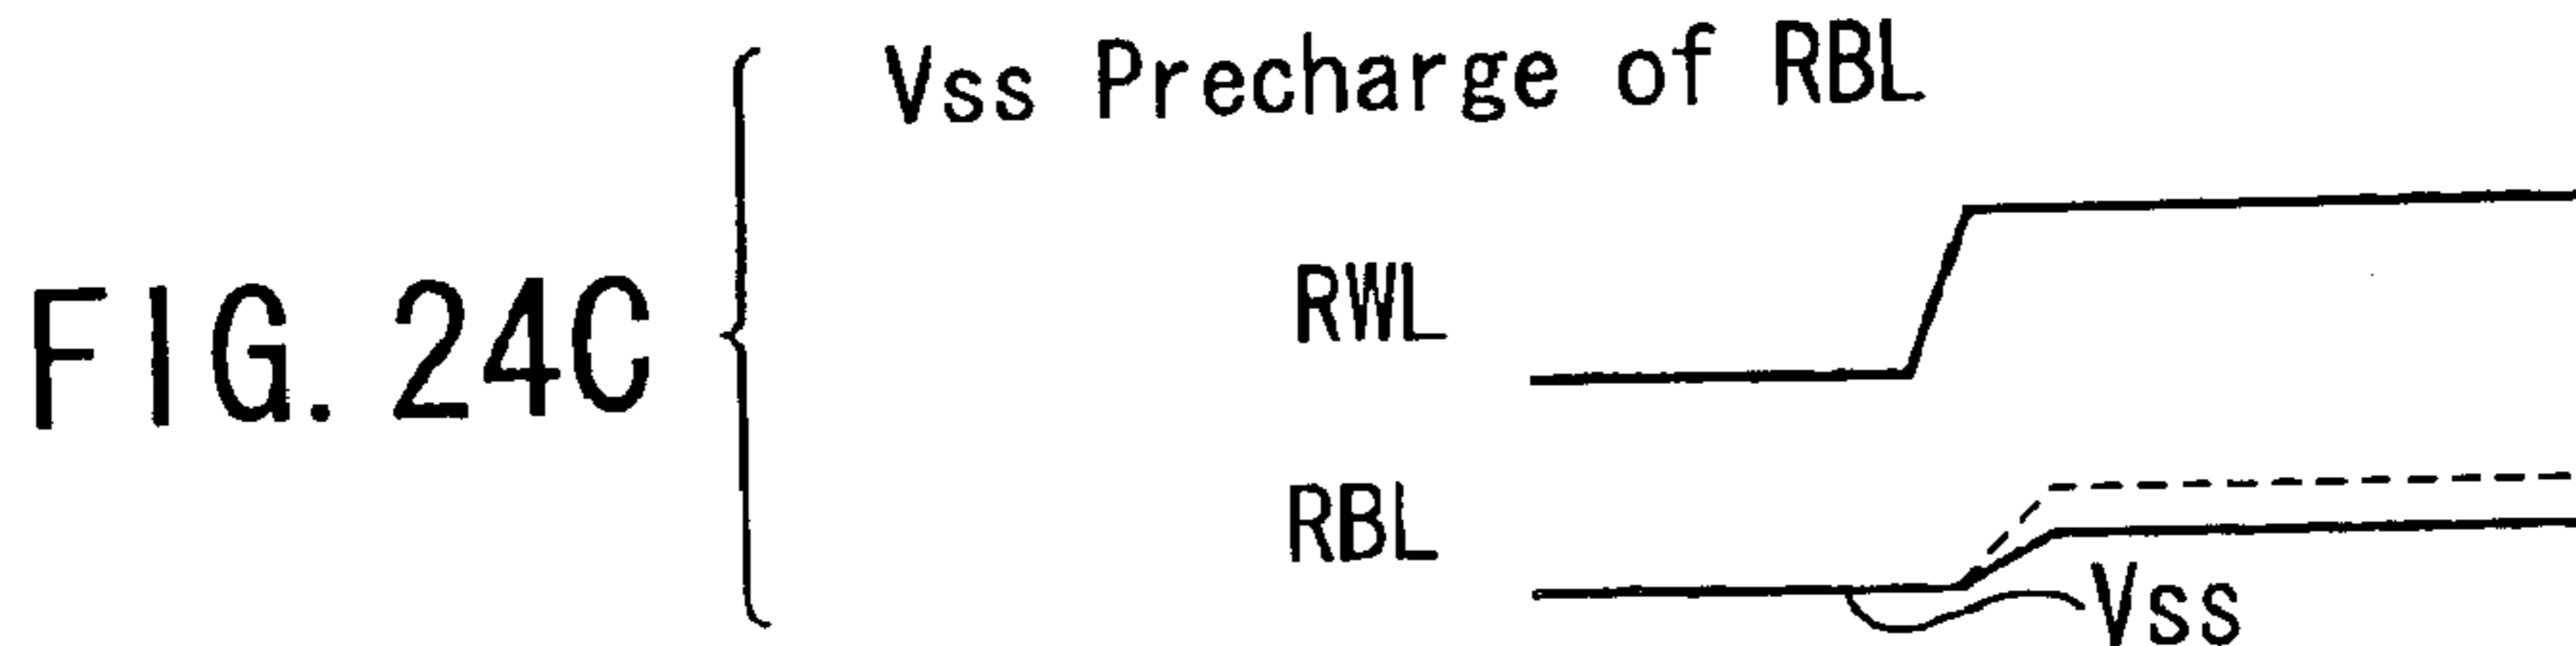 Vss Precharge of RBL
RWL
FIG. 24C
RBL
Vss